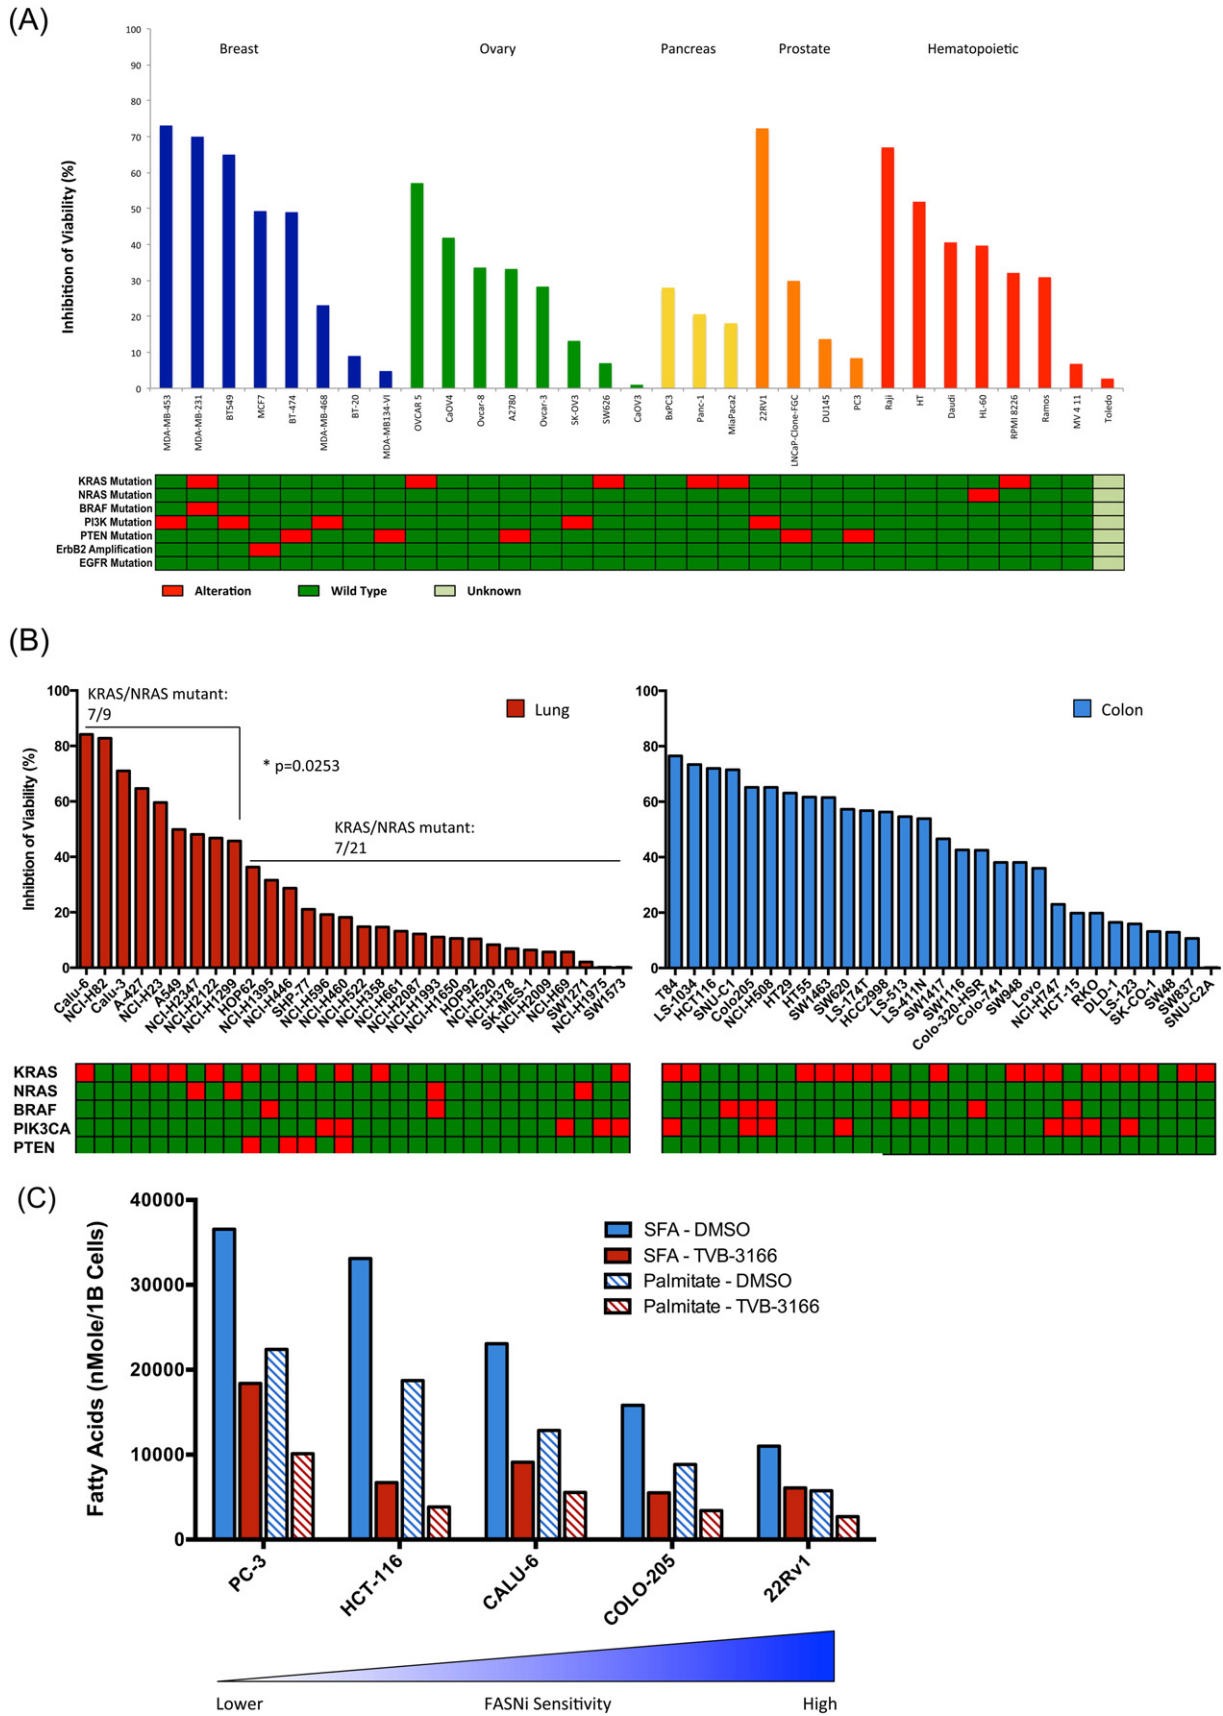 (A)
100
90
80
70
60
50
40
30
20
10
0
Inhibition of Viability (%)
Breast
Ovary
Pancreas
Prostate
Hematopoietic
MDA-MB-453
MDA-MB-231
BT549
MCF7
BT-474
MDA-MB-468
BT-20
MDA-MB134-VI
OVCAR 5
CaOV4
Ovcar-8
A2780
Ovcar-3
SK-OV3
SW626
CaOV3
BxPC3
Panc-1
MiaPaca2
22RV1
LNCaP-Clone-FGC
DU145
PC3
Raji
HT
Daudi
HL-60
RPMI 8226
Ramos
MV 4 11
Toledo
KRAS Mutation
NRAS Mutation
BRAF Mutation
PI3K Mutation
PTEN Mutation
ErbB2 Amplification
EGFR Mutation
Alteration
Wild Type
Unknown
(B)
100
80
60
40
20
0
Inhibtion of Viability (%)
KRAS/NRAS mutant:
7/9
* p=0.0253
KRAS/NRAS mutant:
7/21
Lung
Calu-6
NCI-H82
Calu-3
A-427
NCI-H23
A549
NCI-H2347
NCI-H2122
NCI-H1299
HOP62
NCI-H1395
NCI-H446
SHP-77
NCI-H596
NCI-H460
NCI-H522
NCI-H358
NCI-H661
NCI-H2087
NCI-H1993
NCI-H1650
HOP92
NCI-H520
NCI-H378
SK-MES-1
NCI-H2009
NCI-H69
SW1271
NCI-H1975
SW1573
100
80
60
40
20
0
Colon
T84
LS-1034
HCT116
SNU-C1
Colo205
NCI-H508
HT29
HT55
SW1463
SW620
LS-174T
HCC2998
LS-513
LS-411N
SW1417
SW1116
Colo-320-HSR
Colo-741
SW948
Lovo
NCI-H747
HCT-15
RKO
DLD-1
LS-123
SK-CO-1
SW48
SW837
SNU-C2A
KRAS
NRAS
BRAF
PIK3CA
PTEN
(C)
40000
30000
20000
10000
0
Fatty Acids (nMole/1B Cells)
SFA - DMSO
SFA - TVB-3166
Palmitate - DMSO
Palmitate - TVB-3166
PC-3
HCT-116
CALU-6
COLO-205
22Rv1
Lower
FASNi Sensitivity
High